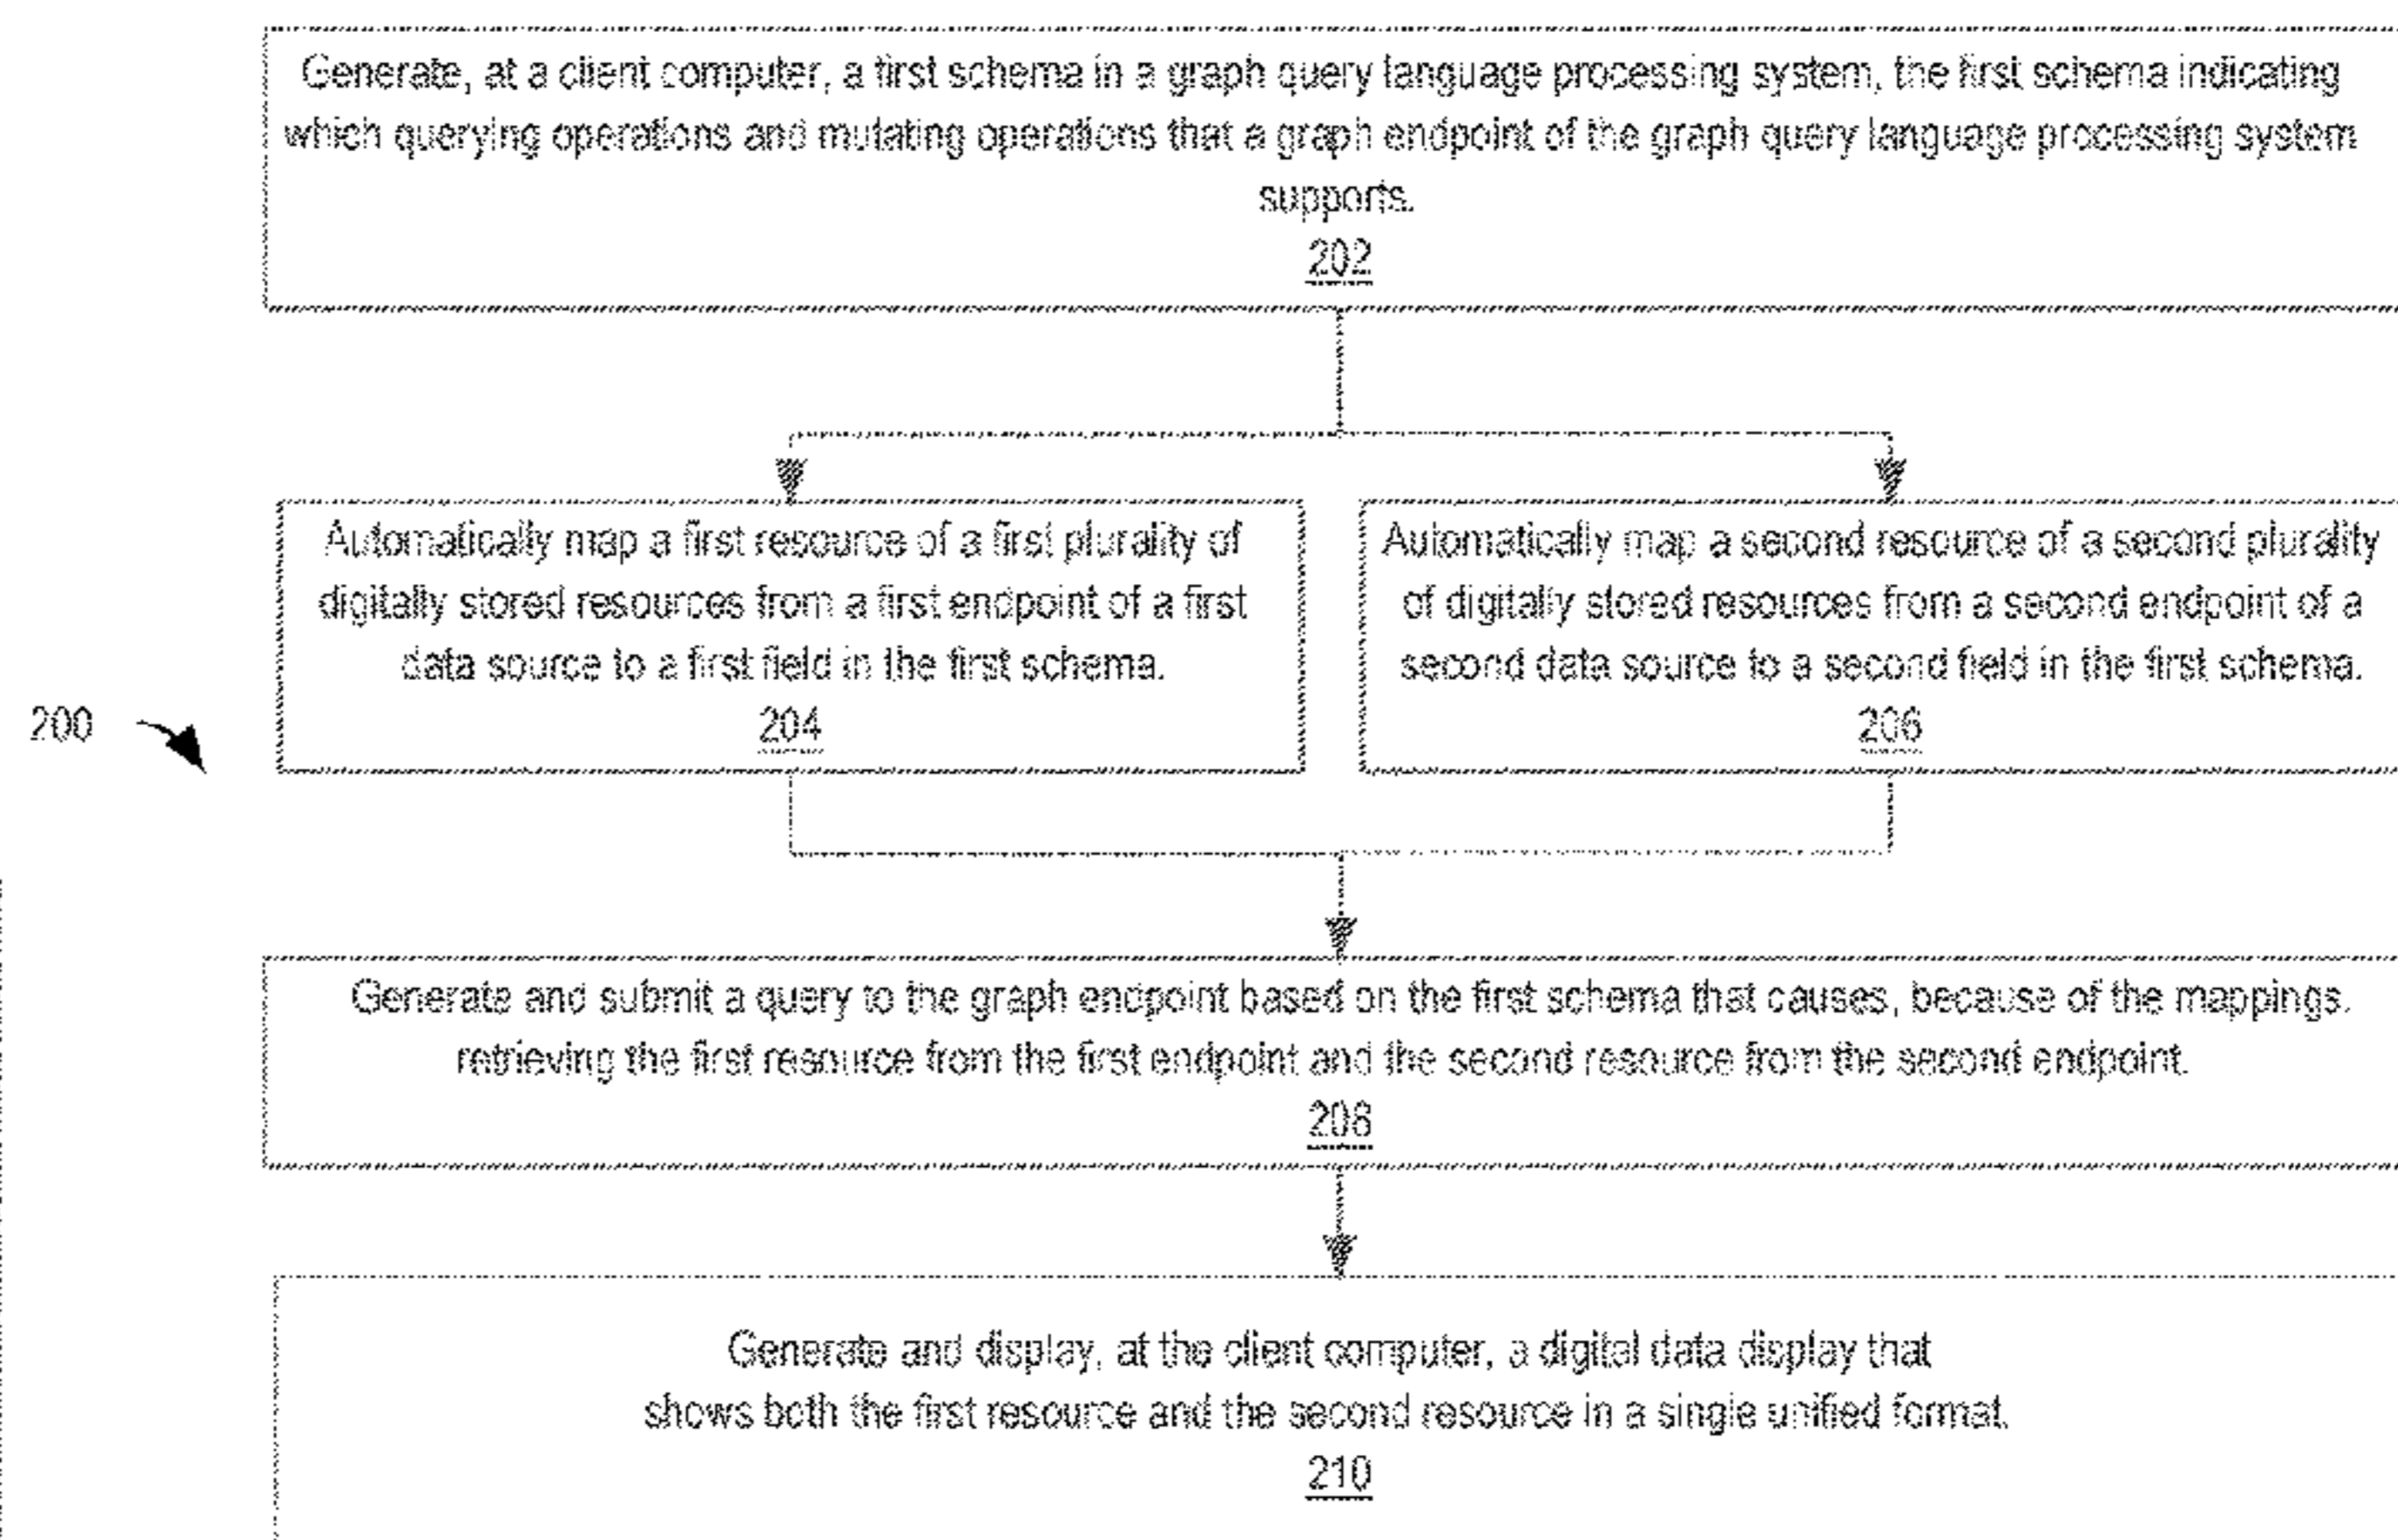 Generate, at a client computer, a first schema in a graph query language processing system, the first schema indicating
which querying operations and mutating operations that a graph endpoint of the graph query language processing system
supports.
202
Automatically map a first resource of a first plurality of
digitally stored resources from a first endpoint of a first
data source to a first field in the first schema.
204
Automatically map a second resource of a second plurality
of digitally stored resources from a second endpoint of a
second data source to a second field in the first schema.
206
200
Generate and submit a query to the graph endpoint based on the first schema that causes, because of the mappings,
retrieving the first resource from the first endpoint and the second resource from the second endpoint.
208
Generate and display, at the client computer, a digital data display that
shows both the first resource and the second resource in a single unified format.
210